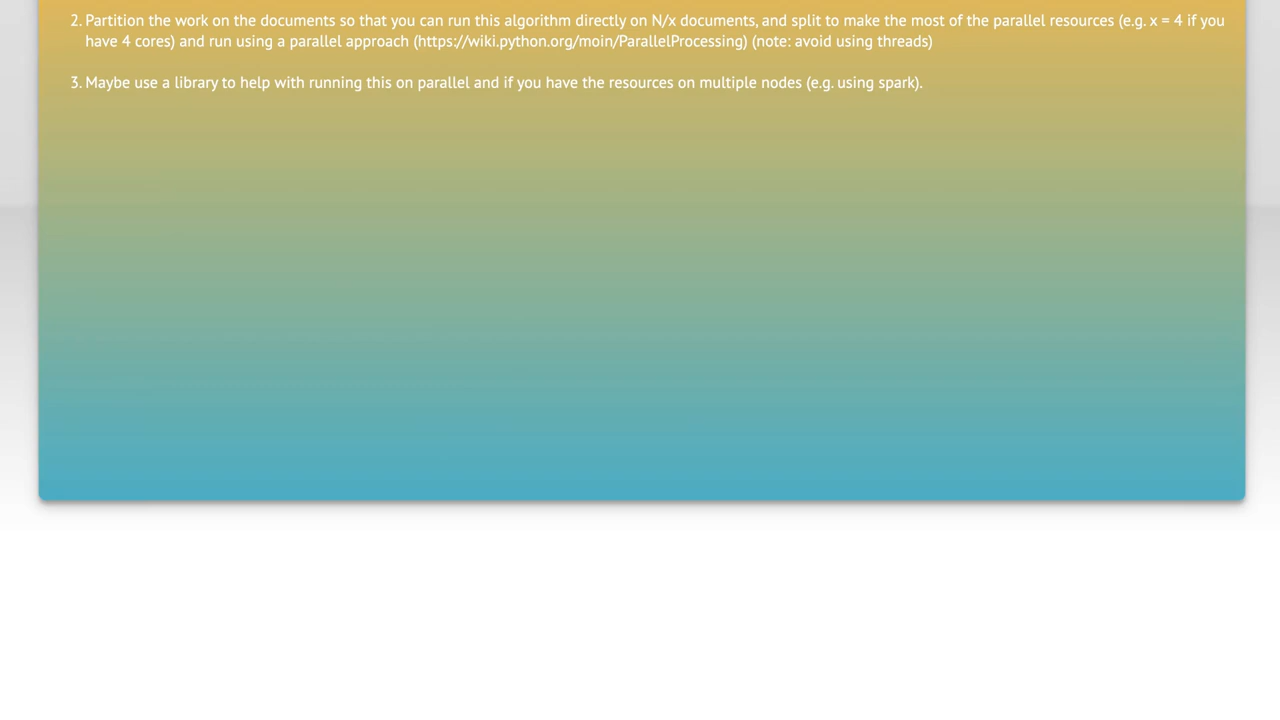 2. Partition the work on the documents so that you can run this algorithm directly on N/x documents, and split to make the most of the parallel resources (e.g. x = 4 if you
have 4 cores) and run using a parallel approach (https://wiki.python.org/moin/ParallelProcessing) (note: avoid using threads)
3. Maybe use a library to help with running this on parallel and if you have the resources on multiple nodes (e.g. using spark).